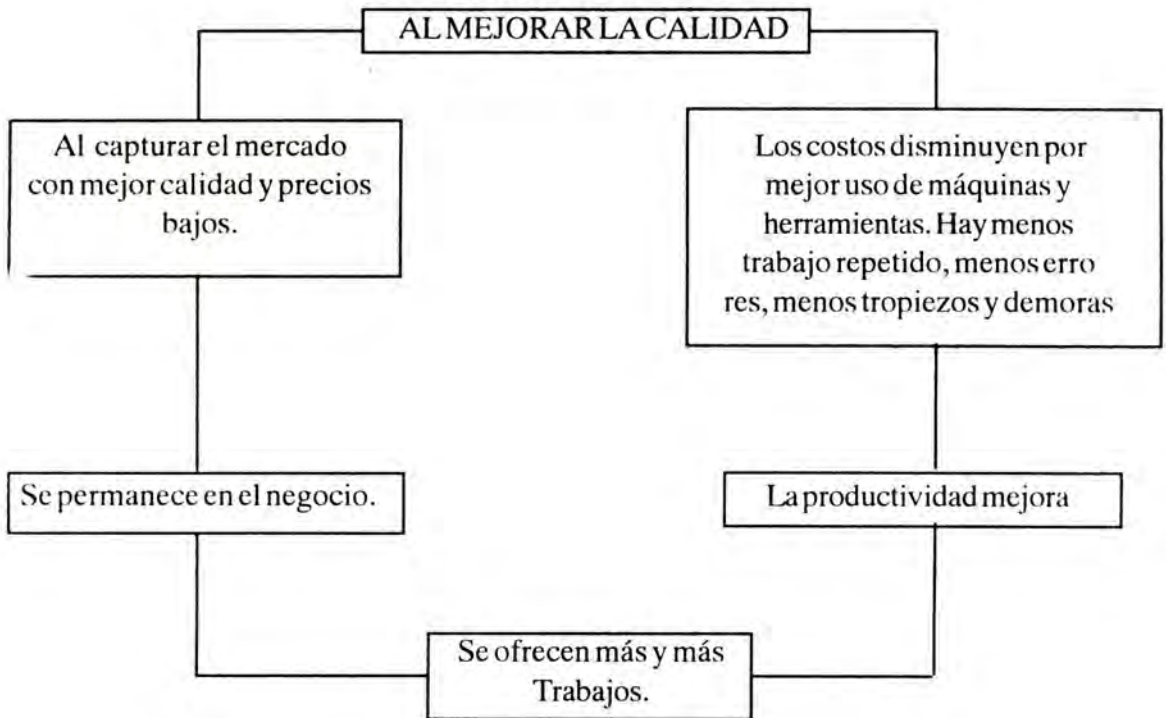 AL MEJORAR LA CALIDAD
Al capturar el mercado
con mejor calidad y precios
bajos.
Los costos disminuyen por
mejor uso de máquinas y
herramientas. Hay menos
trabajo repetido, menos erro
res, menos tropiezos y demoras
Se permanece en el negocio.
La productividad mejora
Se ofrecen más y más
Trabajos.